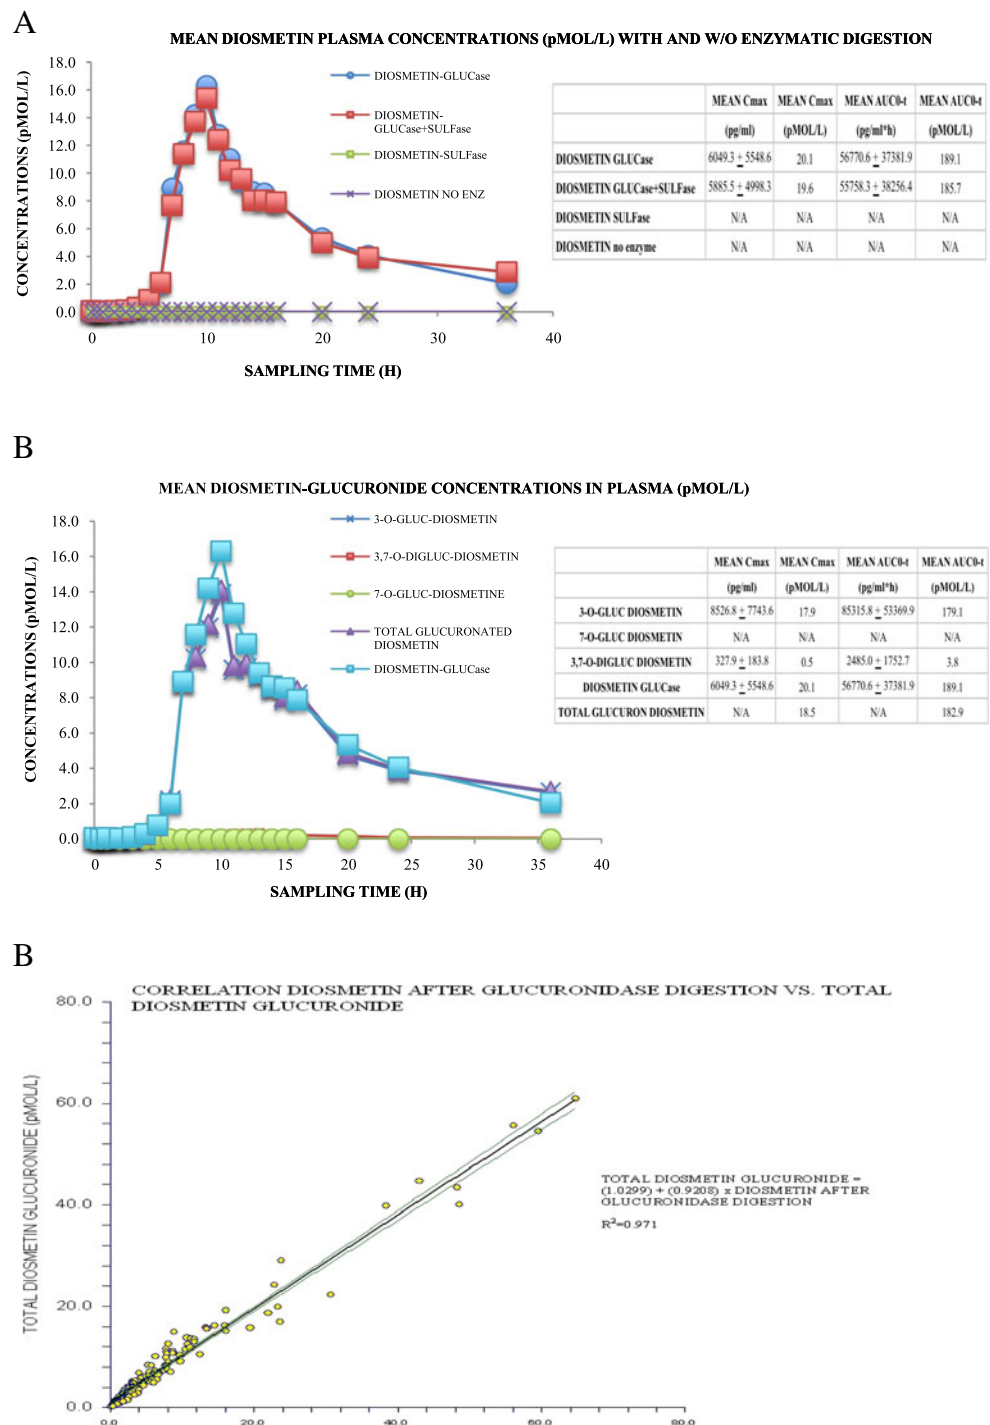 A
MEAN DIOSMETIN PLASMA CONCENTRATIONS (pMOL/L) WITH AND W/O ENZYMATIC DIGESTION
CONCENTRATIONS (pMOL/L)
18.0
16.0
14.0
12.0
10.0
8.0
6.0
4.0
2.0
0.0
0 10 20 30 40
SAMPLING TIME (H)
DIOSMETIN-GLUCase
DIOSMETIN-
GLUCase+SULFase
DIOSMETIN-SULFase
DIOSMETIN NO ENZ
MEAN Cmax MEAN Cmax MEAN AUC0-t MEAN AUC0-t
(pg/ml) (pMOL/L) (pg/ml*h) (pMOL/L)
DIOSMETIN GLUCase 6049.3 + 5548.6 20.1 56770.6 + 37381.9 189.1
DIOSMETIN GLUCase+SULFase 5885.5 + 4998.3 19.6 55758.3 + 38256.4 185.7
DIOSMETIN SULFase N/A N/A N/A N/A
DIOSMETIN no enzyme N/A N/A N/A N/A
B
MEAN DIOSMETIN-GLUCURONIDE CONCENTRATIONS IN PLASMA (pMOL/L)
CONCENTRATIONS (pMOL/L)
18.0
16.0
14.0
12.0
10.0
8.0
6.0
4.0
2.0
0.0
0 5 10 15 20 25 30 35 40
SAMPLING TIME (H)
3-O-GLUC-DIOSMETIN
3,7-O-DIGLUC-DIOSMETIN
7-O-GLUC-DIOSMETINE
TOTAL GLUCURONATED
DIOSMETIN
DIOSMETIN-GLUCase
MEAN Cmax MEAN Cmax MEAN AUC0-t MEAN AUC0-t
(pg/ml) (pMOL/L) (pg/ml*h) (pMOL/L)
3-O-GLUC DIOSMETIN 8526.8 + 7743.6 17.9 85315.8 + 53369.9 179.1
7-O-GLUC DIOSMETIN N/A N/A N/A N/A
3,7-O-DIGLUC DIOSMETIN 327.9 + 183.8 0.5 2485.0 + 1752.7 3.8
DIOSMETIN GLUCase 6049.3 + 5548.6 20.1 56770.6 + 37381.9 189.1
TOTAL GLUCURON DIOSMETIN N/A 18.5 N/A 182.9
B
CORRELATION DIOSMETIN AFTER GLUCURONIDASE DIGESTION VS. TOTAL
DIOSMETIN GLUCURONIDE
TOTAL DIOSMETIN GLUCURONIDE (pMOL/L)
80.0
60.0
40.0
20.0
0.0
0.0 20.0 40.0 60.0 80.0
TOTAL DIOSMETIN GLUCURONIDE =
(1.0299) + (0.9208) x DIOSMETIN AFTER
GLUCURONIDASE DIGESTION
R²=0.971